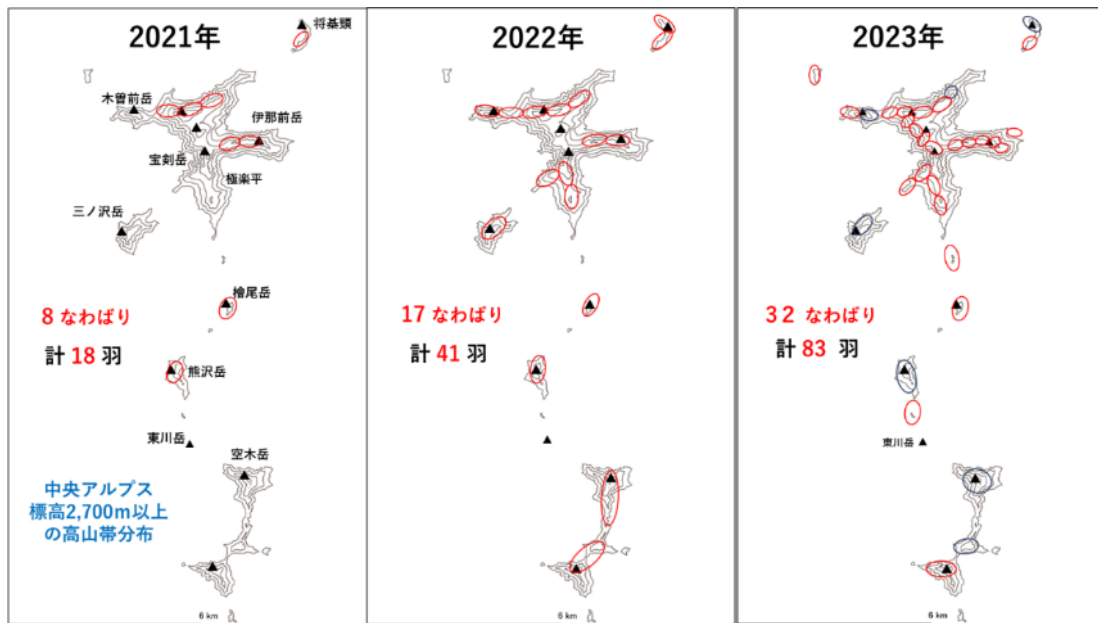 2021年
将基頭
木曽前岳
伊那前岳
宝剣岳
極楽平
三ノ沢岳
檜尾岳
8 なわばり
計 18 羽
熊沢岳
東川岳
空木岳
中央アルプス
標高2,700m以上
の高山帯分布
6 km
2022年
17 なわばり
計 41 羽
6 km
2023年
32 なわばり
計 83 羽
東川岳
6 km